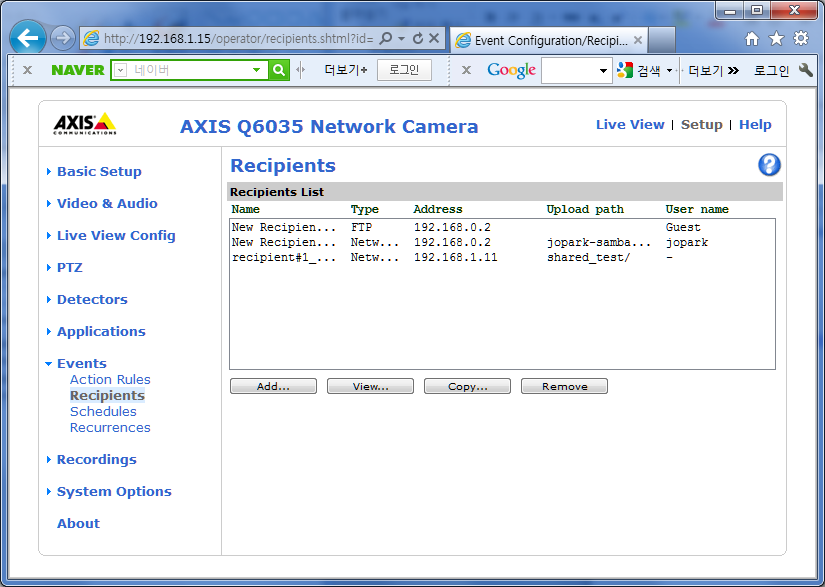 http://192.168.1.15/operator/recipients.shtml?id=
Event Configuration/Recipi...
x NAVER 네이버 더보기+ 로그인 x Google 검색 더보기 » 로그인
AXIS COMMUNICATIONS
AXIS Q6035 Network Camera
Live View | Setup | Help
Basic Setup
Video & Audio
Live View Config
PTZ
Detectors
Applications
Events
Action Rules
Recipients
Schedules
Recurrences
Recordings
System Options
About
Recipients
?
Recipients List
Name Type Address Upload path User name
New Recipien... FTP 192.168.0.2 Guest
New Recipien... Netw... 192.168.0.2 jopark-samba... jopark
recipient#1_... Netw... 192.168.1.11 shared_test/ -
Add... View... Copy... Remove